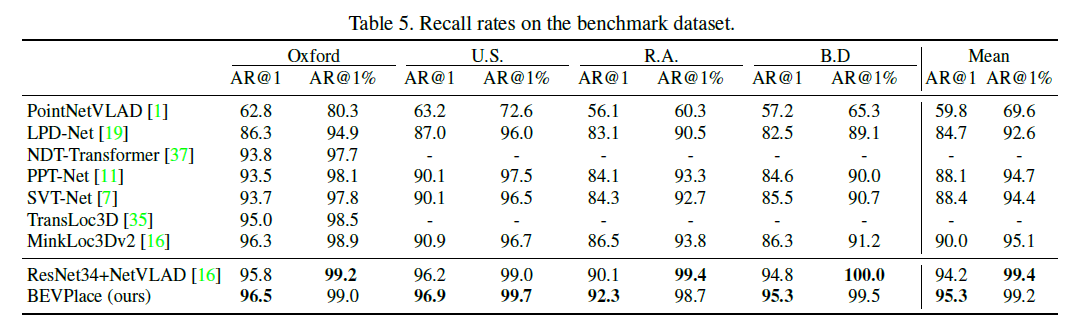 Table 5. Recall rates on the benchmark dataset.
Oxford U.S. R.A. B.D Mean
AR@1 AR@1% AR@1 AR@1% AR@1 AR@1% AR@1 AR@1% AR@1 AR@1%
PointNetVLAD [1] 62.8 80.3 63.2 72.6 56.1 60.3 57.2 65.3 59.8 69.6
LPD-Net [19] 86.3 94.9 87.0 96.0 83.1 90.5 82.5 89.1 84.7 92.6
NDT-Transformer [37] 93.8 97.7 - - - - - - - -
PPT-Net [11] 93.5 98.1 90.1 97.5 84.1 93.3 84.6 90.0 88.1 94.7
SVT-Net [7] 93.7 97.8 90.1 96.5 84.3 92.7 85.5 90.7 88.4 94.4
TransLoc3D [35] 95.0 98.5 - - - - - - - -
MinkLoc3Dv2 [16] 96.3 98.9 90.9 96.7 86.5 93.8 86.3 91.2 90.0 95.1
ResNet34+NetVLAD [16] 95.8 99.2 96.2 99.0 90.1 99.4 94.8 100.0 94.2 99.4
BEVPlace (ours) 96.5 99.0 96.9 99.7 92.3 98.7 95.3 99.5 95.3 99.2